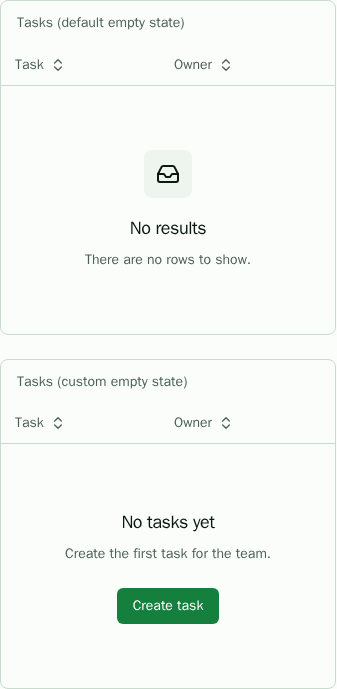 Tasks (default empty state)
Task Owner
No results
There are no rows to show.
Tasks (custom empty state)
Task Owner
No tasks yet
Create the first task for the team.
Create task